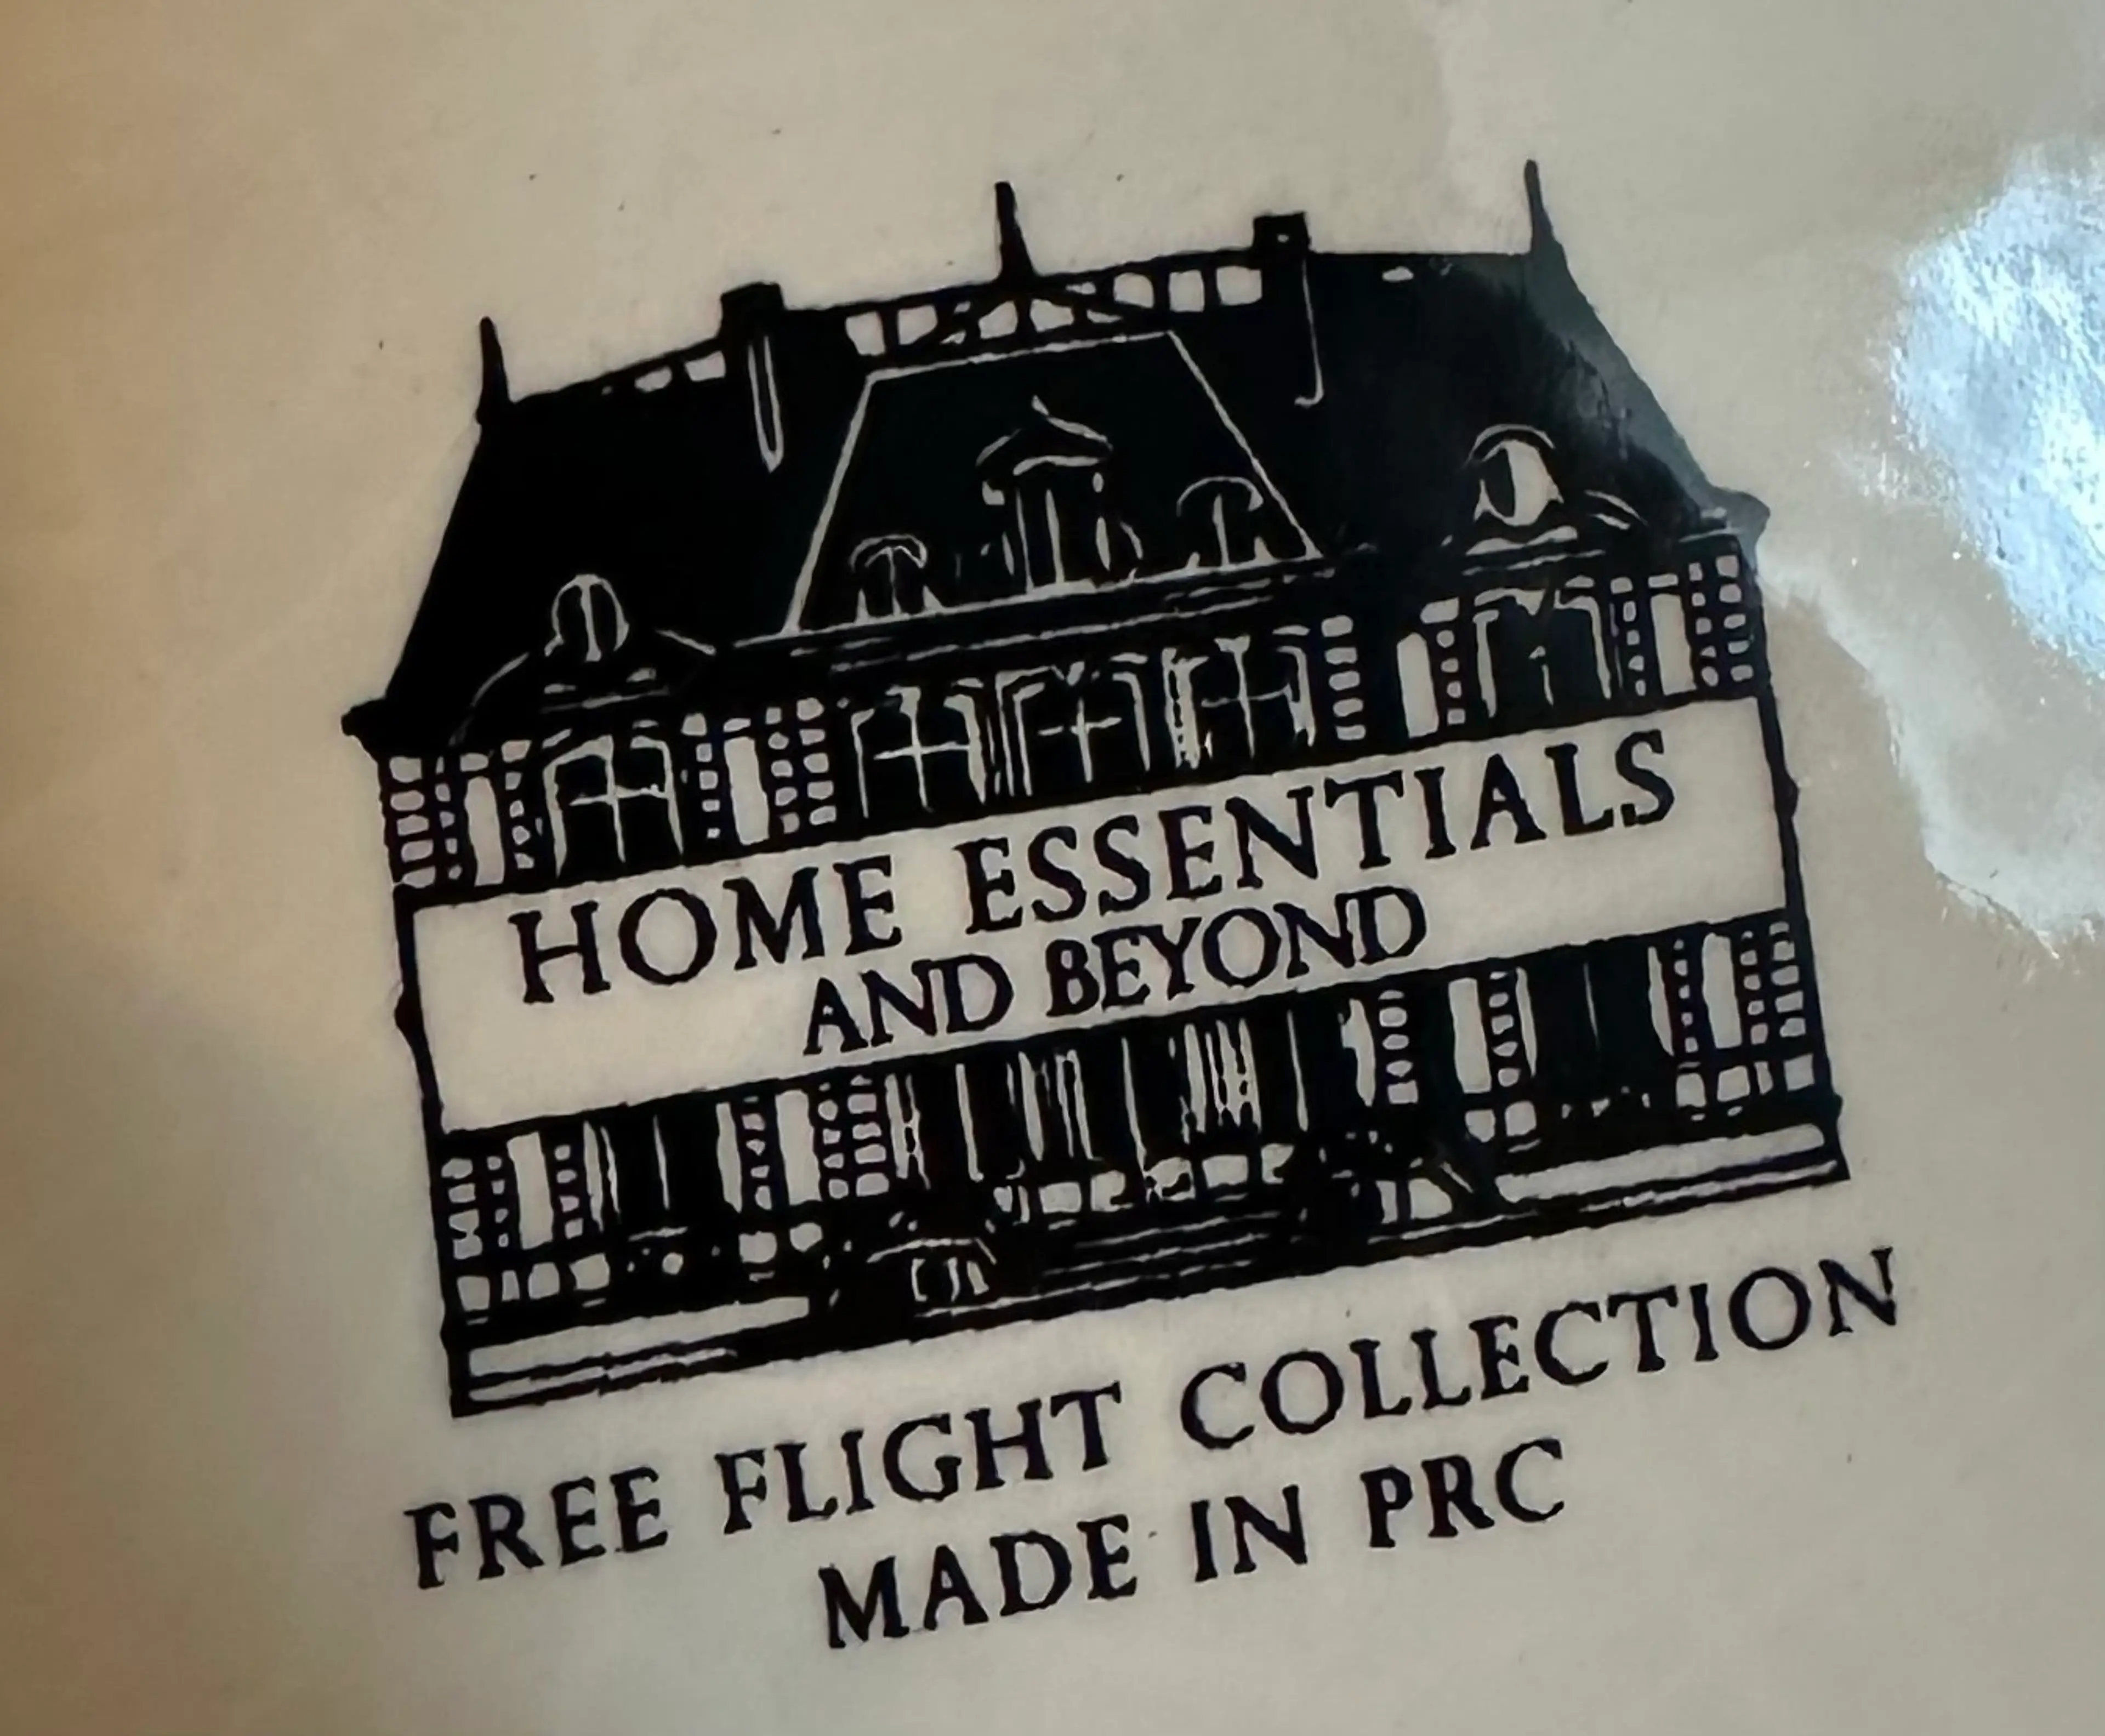 HOME ESSENTIALS
AND BEYOND
FREE FLIGHT COLLECTION
MADE IN PRC